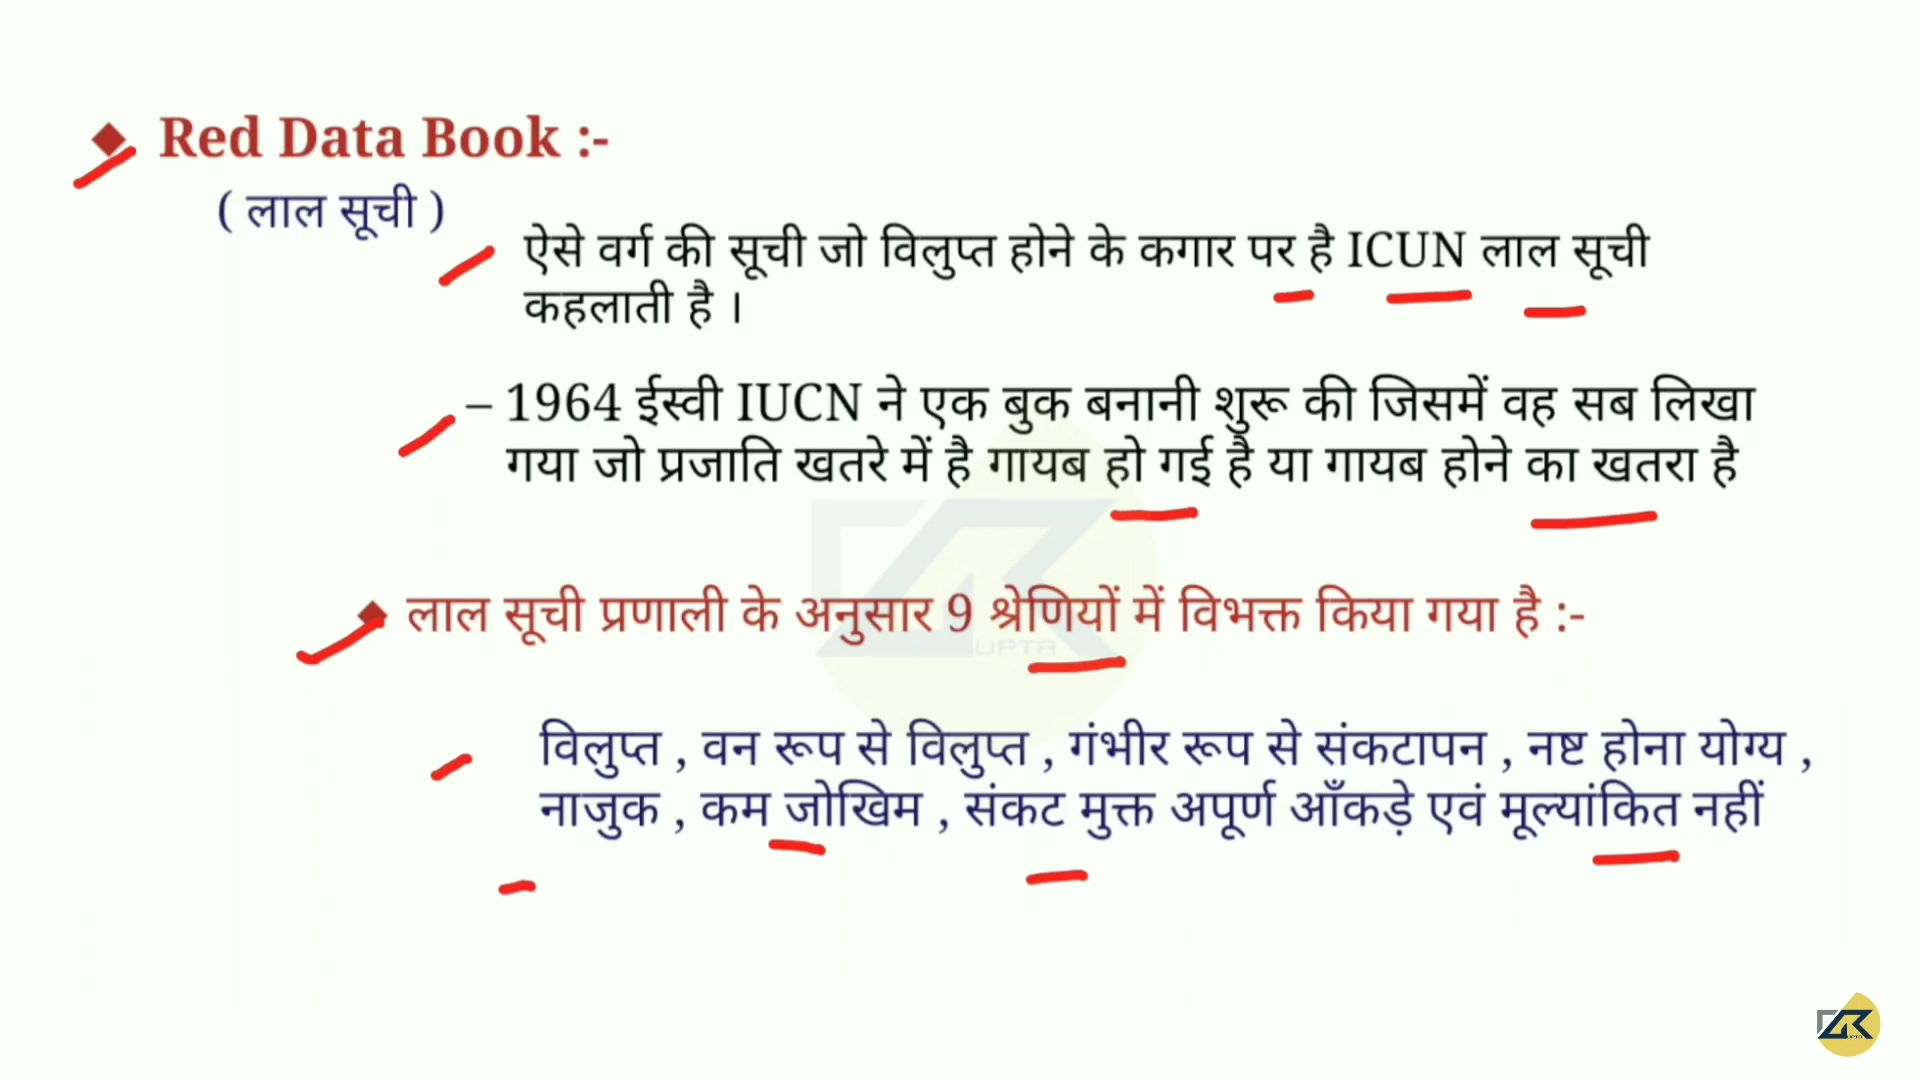 ◆ Red Data Book :-
( लाल सूची )
ऐसे वर्ग की सूची जो विलुप्त होने के कगार पर है ICUN लाल सूची
कहलाती है ।
– 1964 ईस्वी IUCN ने एक बुक बनानी शुरू की जिसमें वह सब लिखा
गया जो प्रजाति खतरे में है गायब हो गई है या गायब होने का खतरा है
◆ लाल सूची प्रणाली के अनुसार 9 श्रेणियों में विभक्त किया गया है :-
विलुप्त , वन रूप से विलुप्त , गंभीर रूप से संकटापन , नष्ट होना योग्य ,
नाजुक , कम जोखिम , संकट मुक्त अपूर्ण आँकड़े एवं मूल्यांकित नहीं